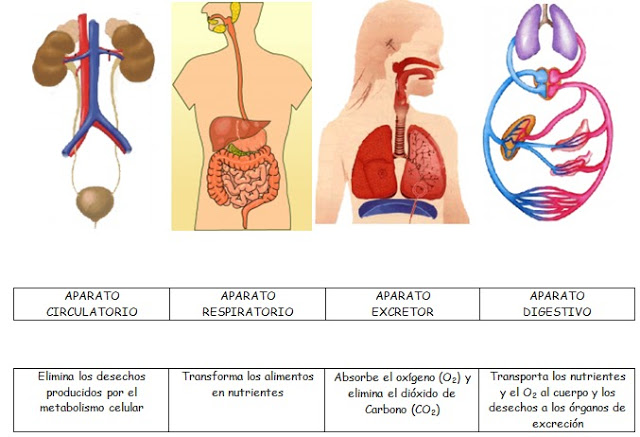 APARATO
CIRCULATORIO
APARATO
RESPIRATORIO
APARATO
EXCRETOR
APARATO
DIGESTIVO
Elimina los desechos
producidos por el
metabolismo celular
Transforma los alimentos
en nutrientes
Absorbe el oxígeno (O₂) y
elimina el dióxido de
Carbono (CO₂)
Transporta los nutrientes
y el O₂ al cuerpo y los
desechos a los órganos de
excreción